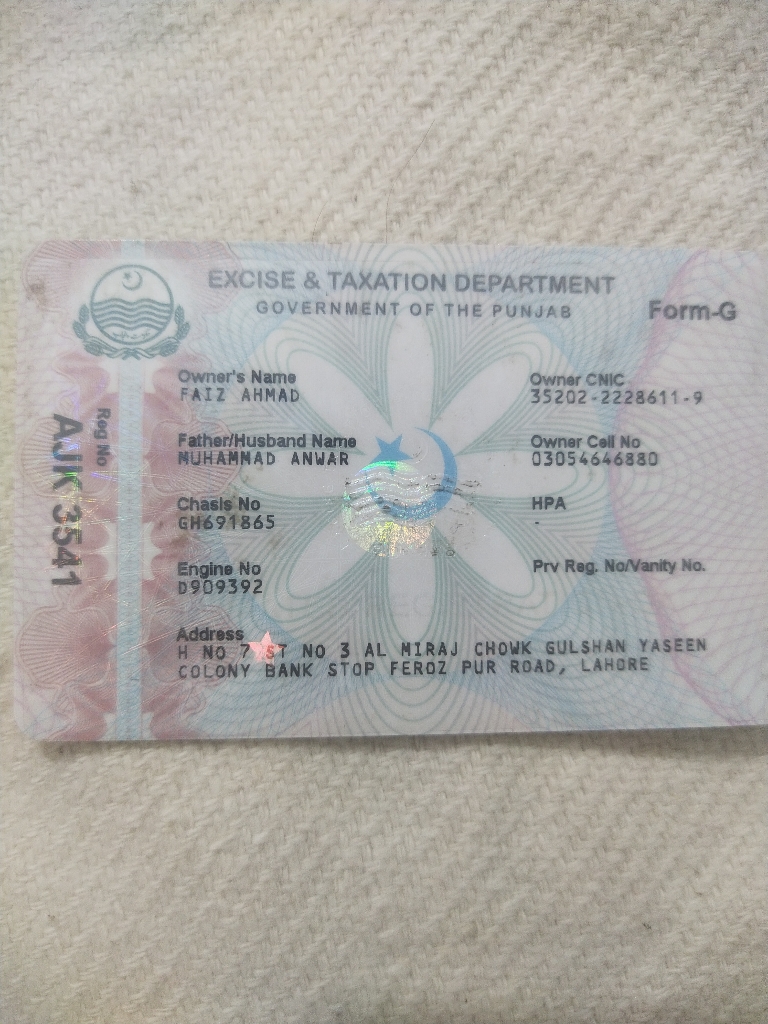 EXCISE & TAXATION DEPARTMENT
GOVERNMENT OF THE PUNJAB
Form-G
Reg No
AJK 3541
Owner's Name
FAIZ AHMAD
Owner CNIC
35202-2228611-9
Father/Husband Name
MUHAMMAD ANWAR
Owner Cell No
03054646880
Chasis No
GH691865
HPA
-
Engine No
D909392
Prv Reg. No/Vanity No.
Address
H NO 7 ST NO 3 AL MIRAJ CHOWK GULSHAN YASEEN
COLONY BANK STOP FEROZ PUR ROAD, LAHORE